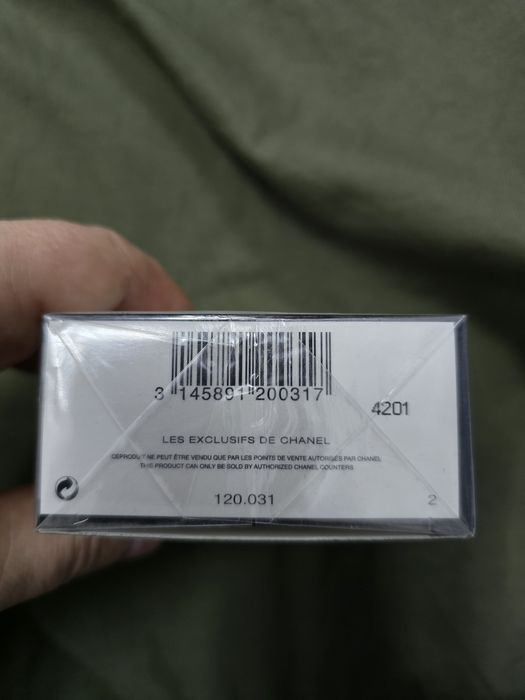 3 145891 200317
4201
LES EXCLUSIFS DE CHANEL
CE PRODUIT NE PEUT ÊTRE VENDU QUE PAR LES POINTS DE VENTE AUTORISÉS PAR CHANEL
THIS PRODUCT CAN ONLY BE SOLD BY AUTHORIZED CHANEL COUNTERS
120.031
2